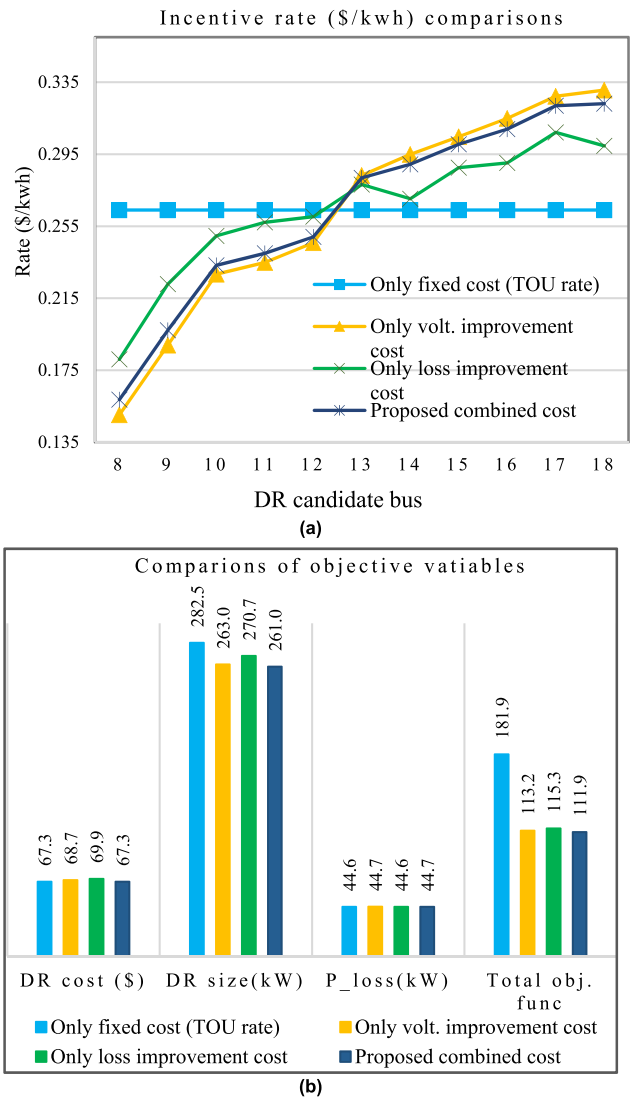 Incentive rate ($/kwh) comparisons
Rate ($/kwh)
0.335
0.295
0.255
0.215
0.175
0.135
Only fixed cost (TOU rate)
Only volt. improvement
cost
Only loss improvement
cost
Proposed combined cost
8 9 10 11 12 13 14 15 16 17 18
DR candidate bus
(a)
Comparions of objective vatiables
67.3 68.7 69.9 67.3
282.5 263.0 270.7 261.0
44.6 44.7 44.6 44.7
181.9 113.2 115.3 111.9
DR cost ($) DR size(kW) P_loss(kW) Total obj.
func
Only fixed cost (TOU rate) Only volt. improvement cost
Only loss improvement cost Proposed combined cost
(b)